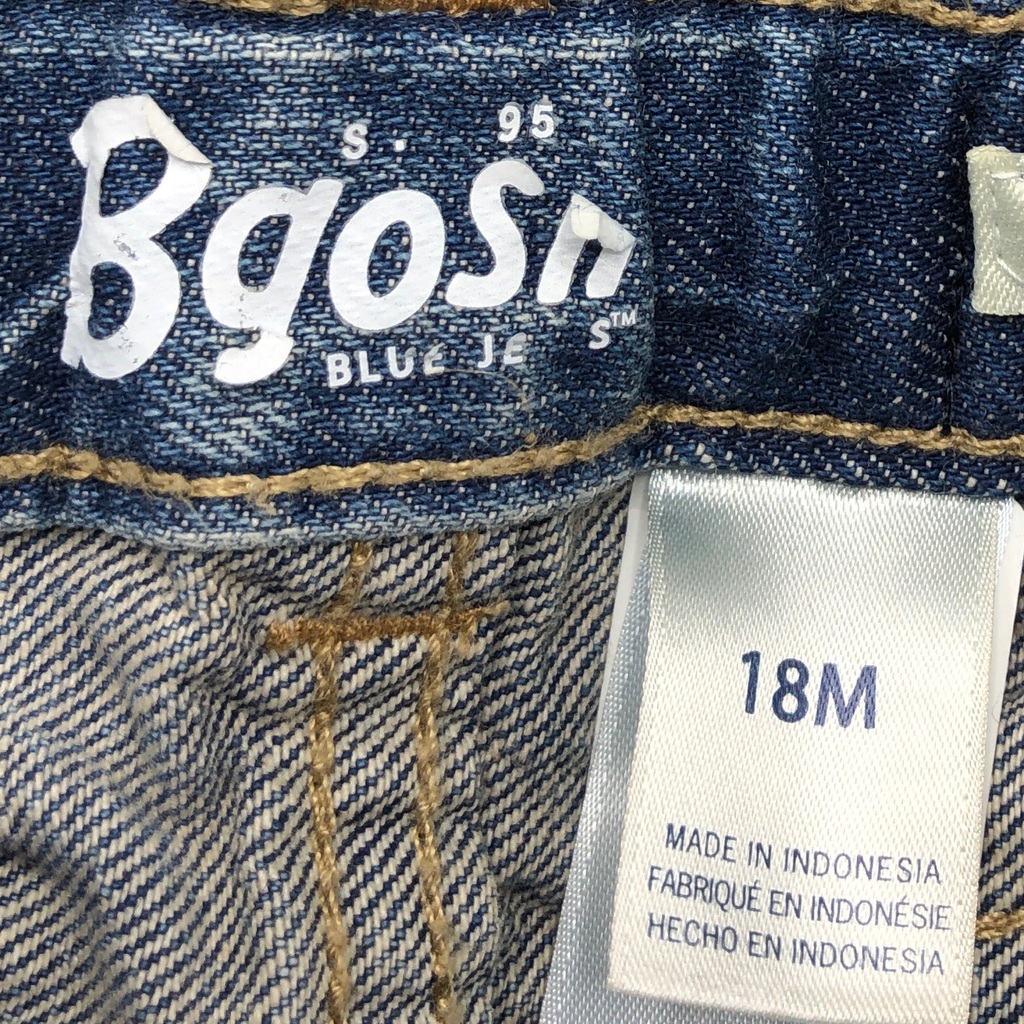 S. 95
Bgosh
BLUE JE S™
18M
MADE IN INDONESIA
FABRIQUÉ EN INDONÉSIE
HECHO EN INDONESIA